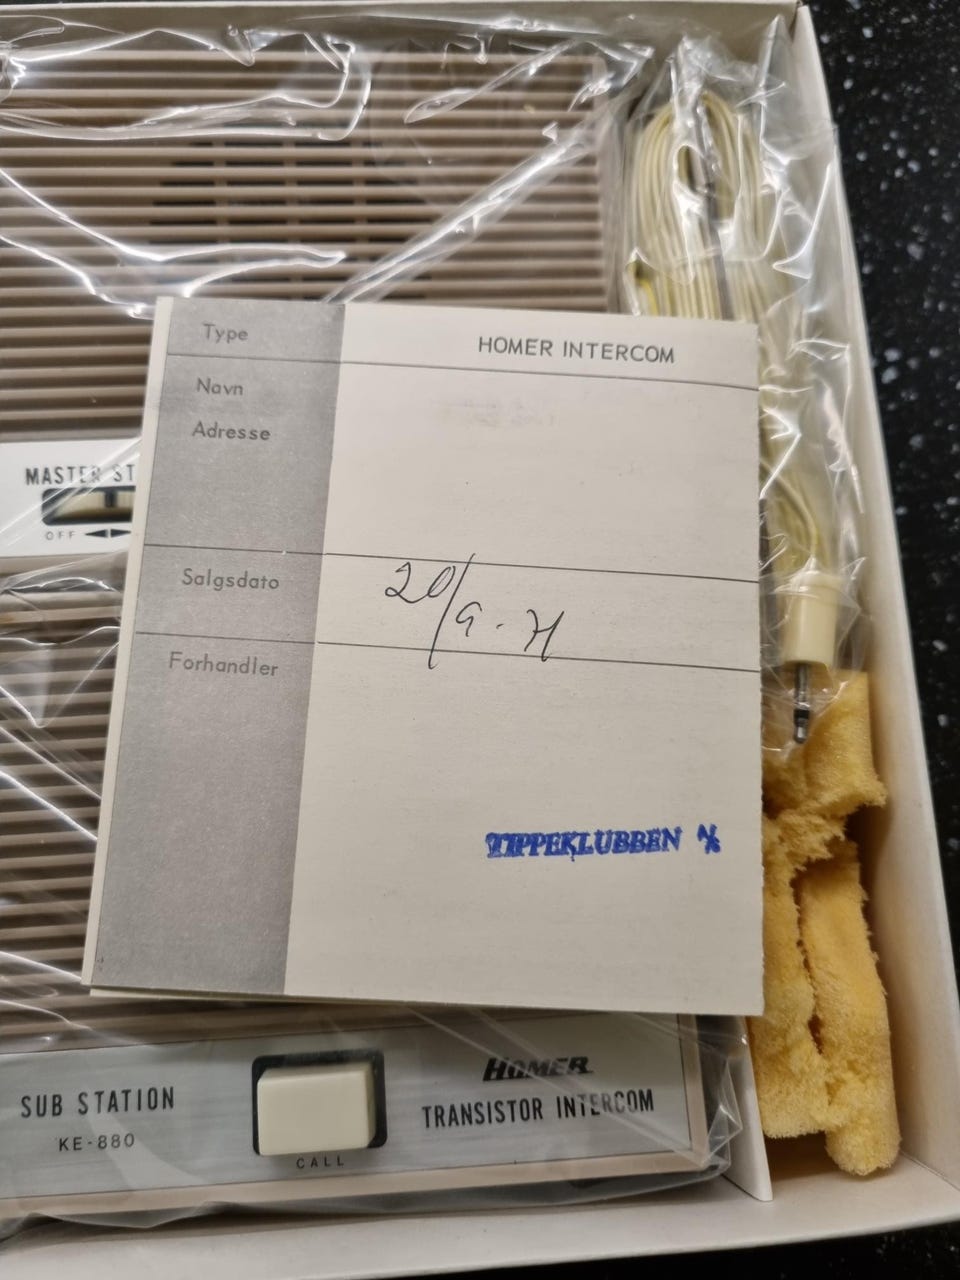 Type HOMER INTERCOM
Navn
Adresse
MASTER ST
OFF
Salgsdato 20/9-71
Forhandler
TIPPEKLUBBEN A/S
HOMER
SUB STATION
TRANSISTOR INTERCOM
KE-880
CALL